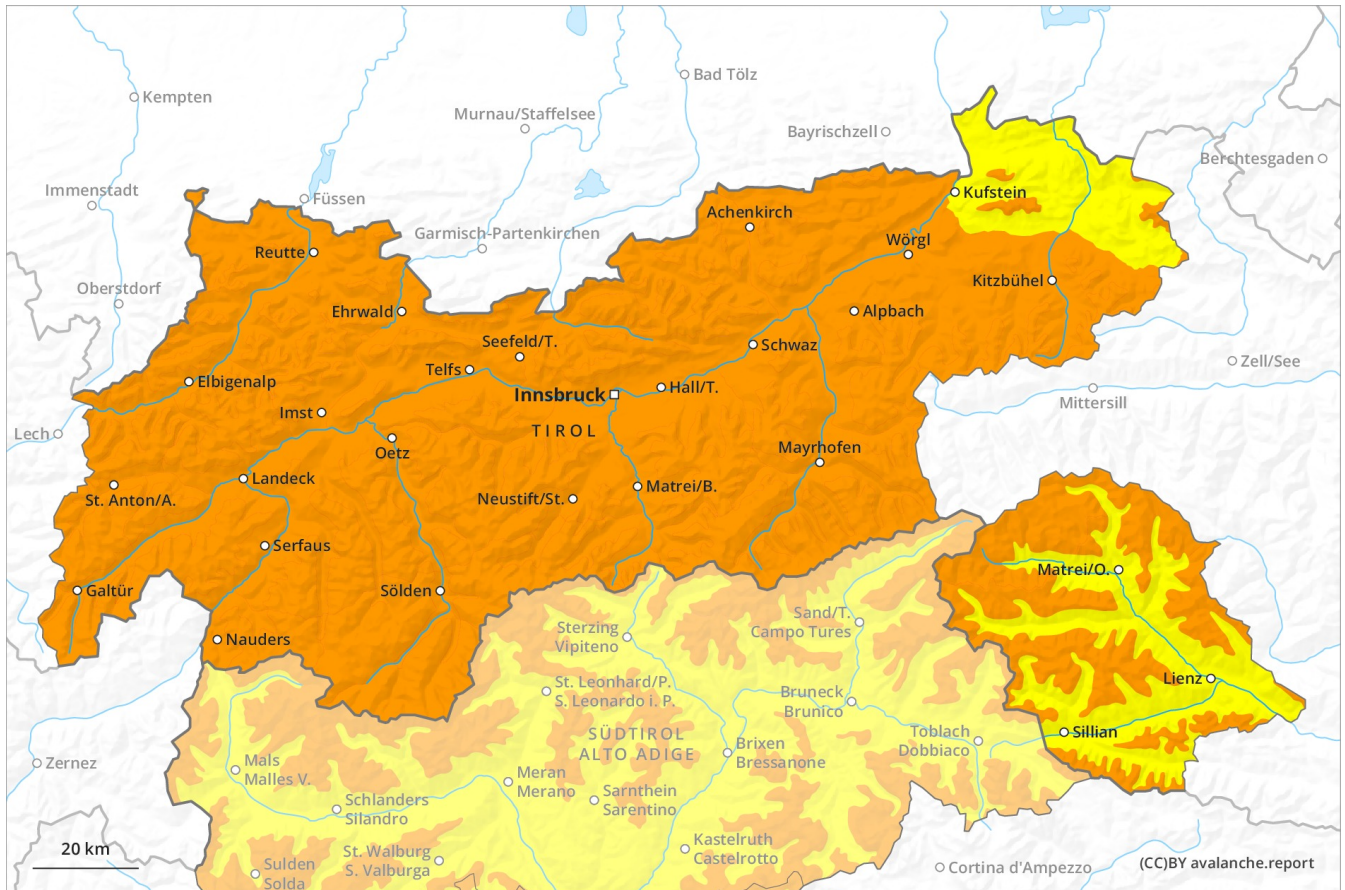 Bad Tölz
Kempten
Murnau/Staffelsee
Bayrischzell
Berchtesgaden
Immenstadt
Füssen
Kufstein
Achenkirch
Garmisch-Partenkirchen
Wörgl
Reutte
Kitzbühel
Oberstdorf
Ehrwald
Alpbach
Seefeld/T.
Schwaz
Zell/See
Telfs
Elbigenalp
Hall/T.
Innsbruck
Mittersill
Imst
TIROL
Lech
Oetz
Mayrhofen
Landeck
Matrei/B.
St. Anton/A.
Neustift/St.
Serfaus
Matrei/O.
Galtür
Sölden
Sand/T.
Campo Tures
Sterzing
Vipiteno
Nauders
Lienz
St. Leonhard/P.
S. Leonardo i. P.
Bruneck
Brunico
SÜDTIROL
ALTO ADIGE
Toblach
Dobbiaco
Sillian
Brixen
Bressanone
Zernez
Mals
Malles V.
Meran
Merano
Sarnthein
Sarentino
Schlanders
Silandro
20 km
Kastelruth
Castelrotto
St. Walburg
S. Valburga
Sulden
Solda
Cortina d'Ampezzo
(CC)BY avalanche.report